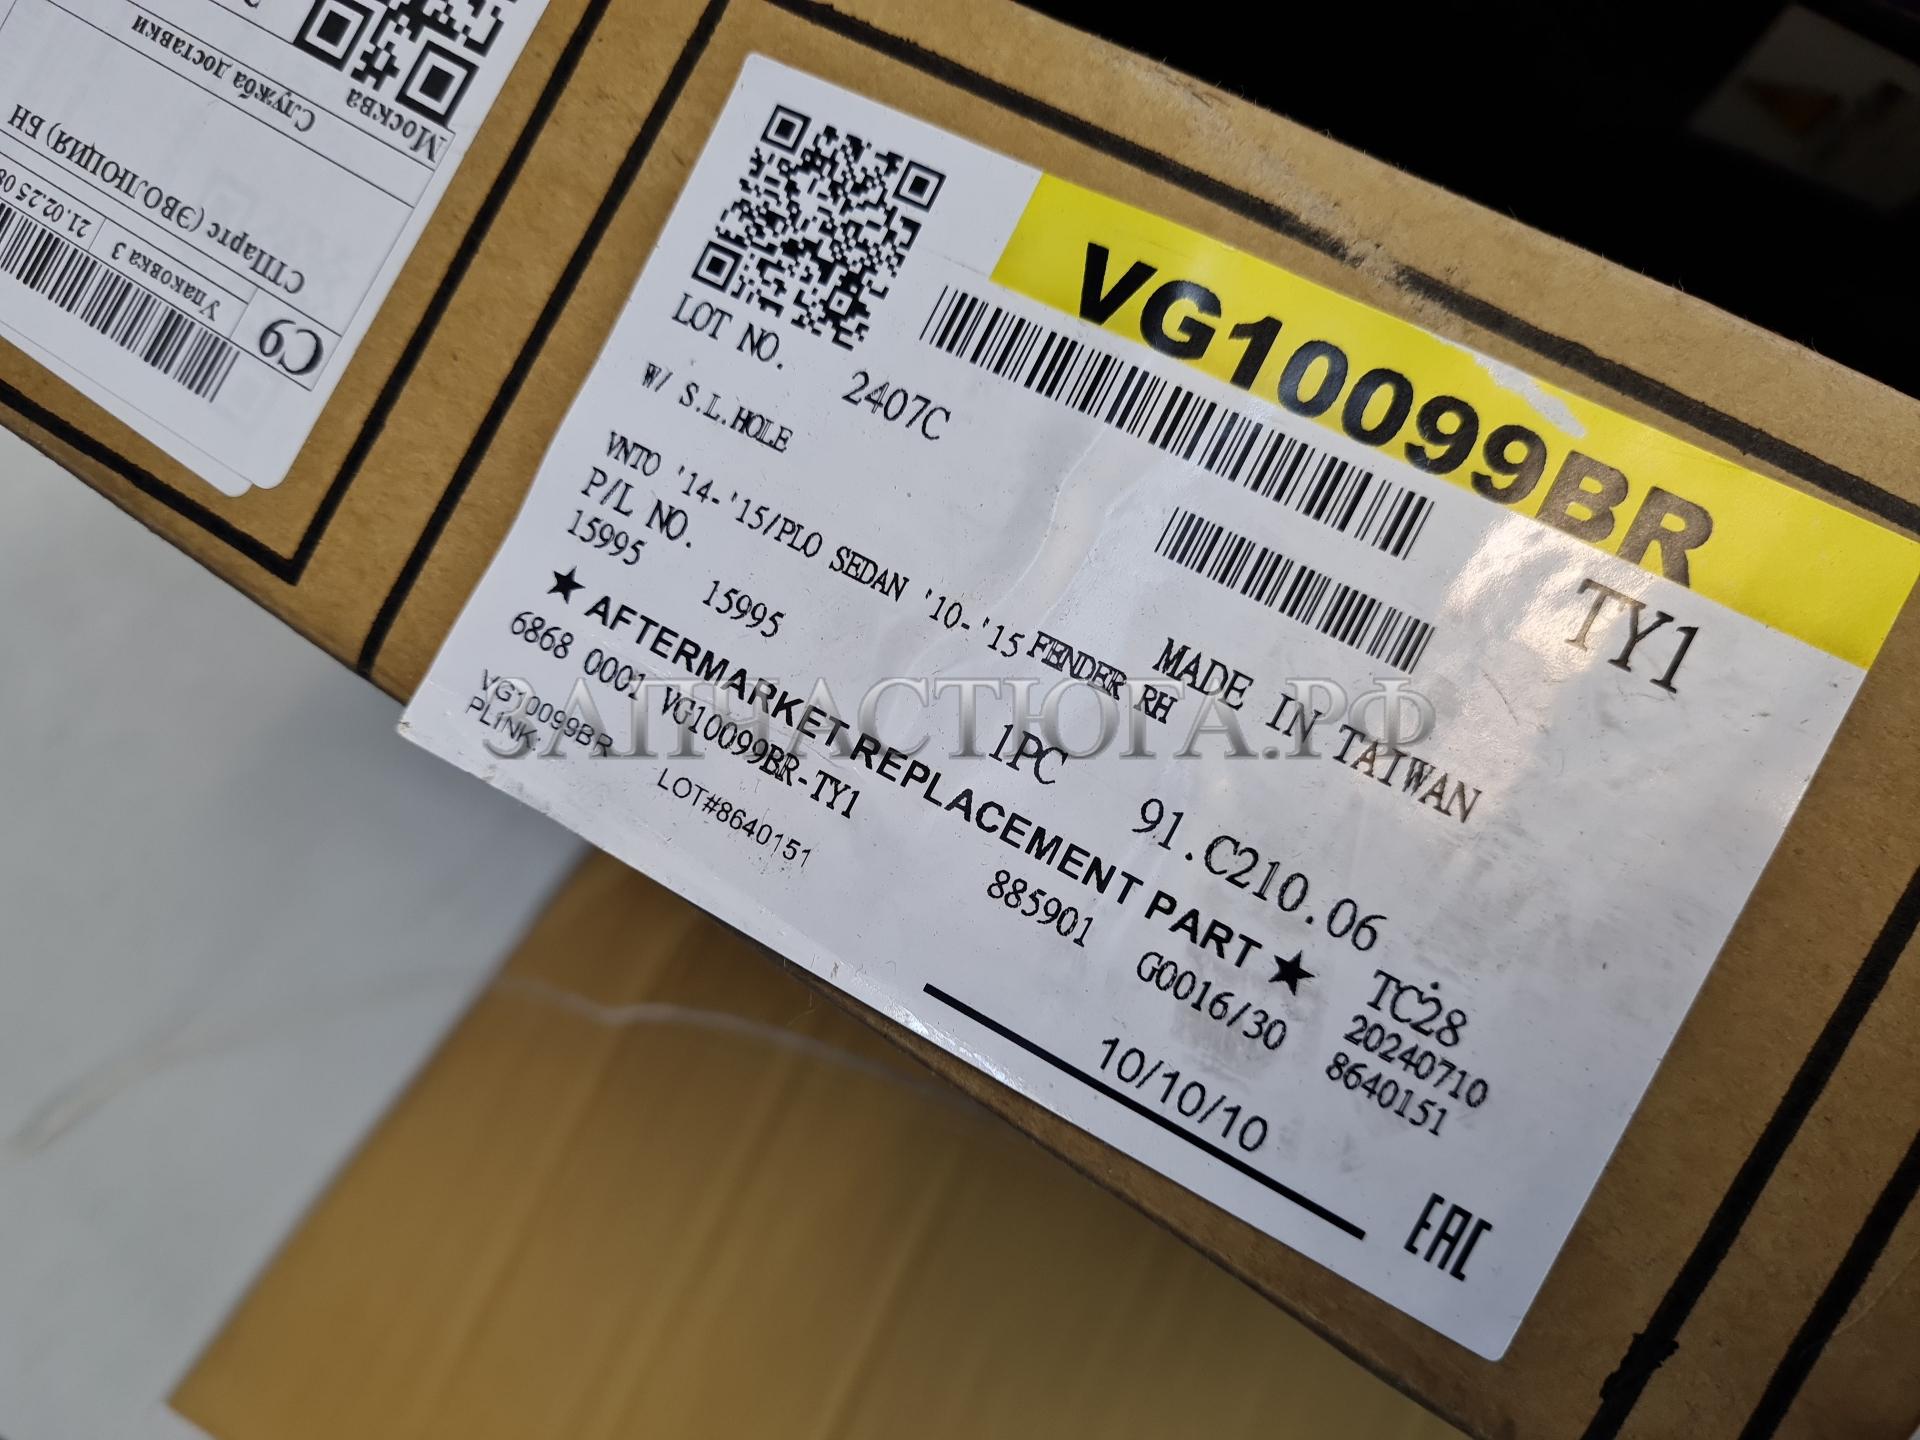 VG10099BR
TY1
LOT NO. 2407C
MADE IN TAIWAN
W/ S.L.HOLE
VNTO '14-'15/PLO SEDAN '10-'15 FENDER RH
P/L NO.
15995 15995 1PC 91.C210.06 TC28
★ AFTERMARKET REPLACEMENT PART ★ 20240710
6868 0001 VG10099BR-TY1 885901 G0016/30 8640151
VG10099BR LOT#8640151 10/10/10
PLINK:
EAC
ЗАПЧАСТЮГА.РФ
С9
Упаковка 3
21.02.25
СТПартс (ЭВОЛЮЦИЯ) БН
Служба доставки
Москва